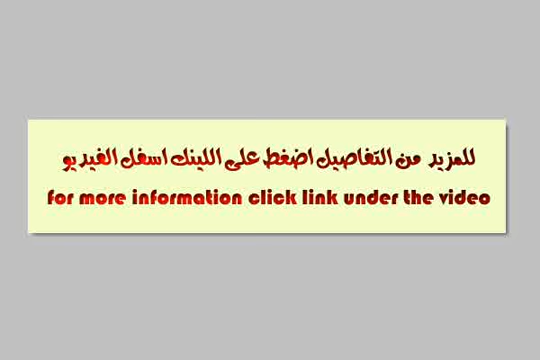 للمزيد من التفاصيل اضغط على اللينك اسفل الفيديو
for more information click link under the video